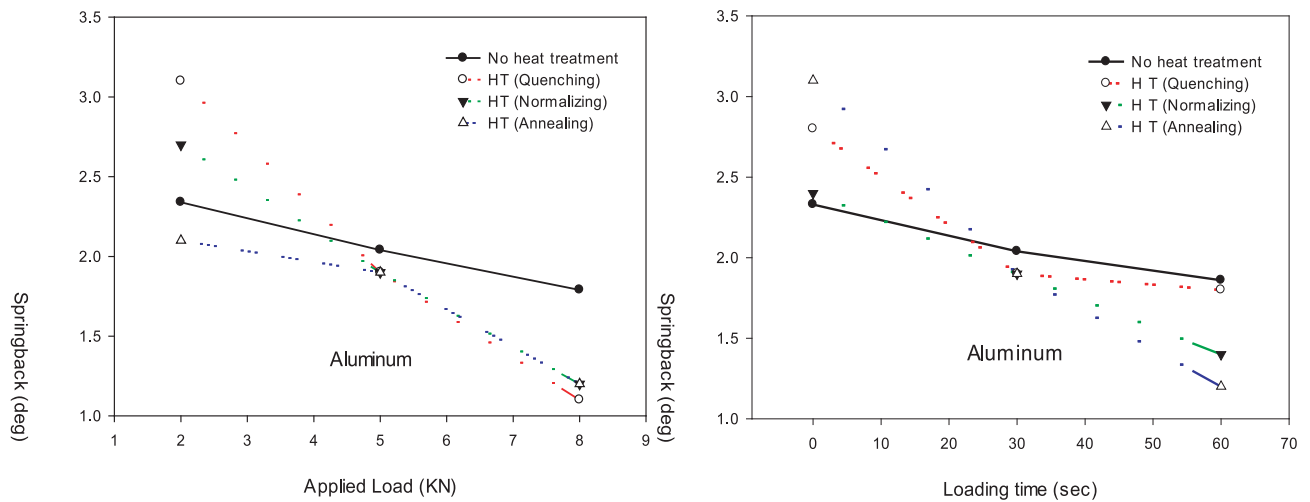 3.5
3.0
2.5
2.0
1.5
1.0
1 2 3 4 5 6 7 8 9
Springback (deg)
Applied Load (KN)
No heat treatment
HT (Quenching)
HT (Normalizing)
HT (Annealing)
Aluminum
3.5
3.0
2.5
2.0
1.5
1.0
0 10 20 30 40 50 60 70
Springback (deg)
Loading time (sec)
No heat treatment
H T (Quenching)
H T (Normalizing)
H T (Annealing)
Aluminum